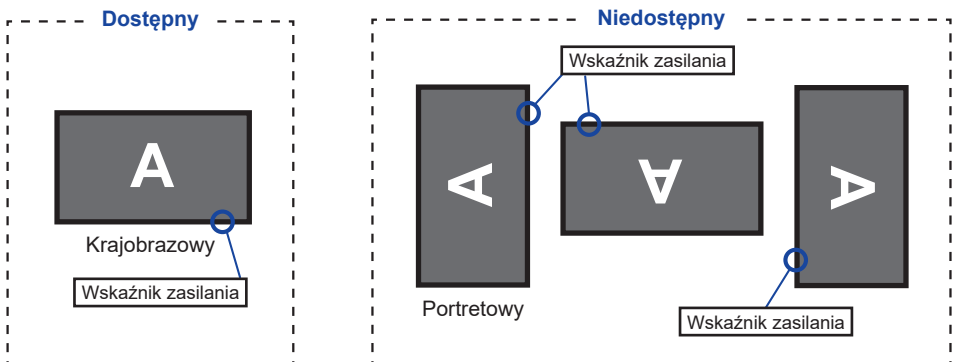 Dostępny
A
Krajobrazowy
Wskaźnik zasilania
Niedostępny
Wskaźnik zasilania
A
A
A
Portretowy
Wskaźnik zasilania